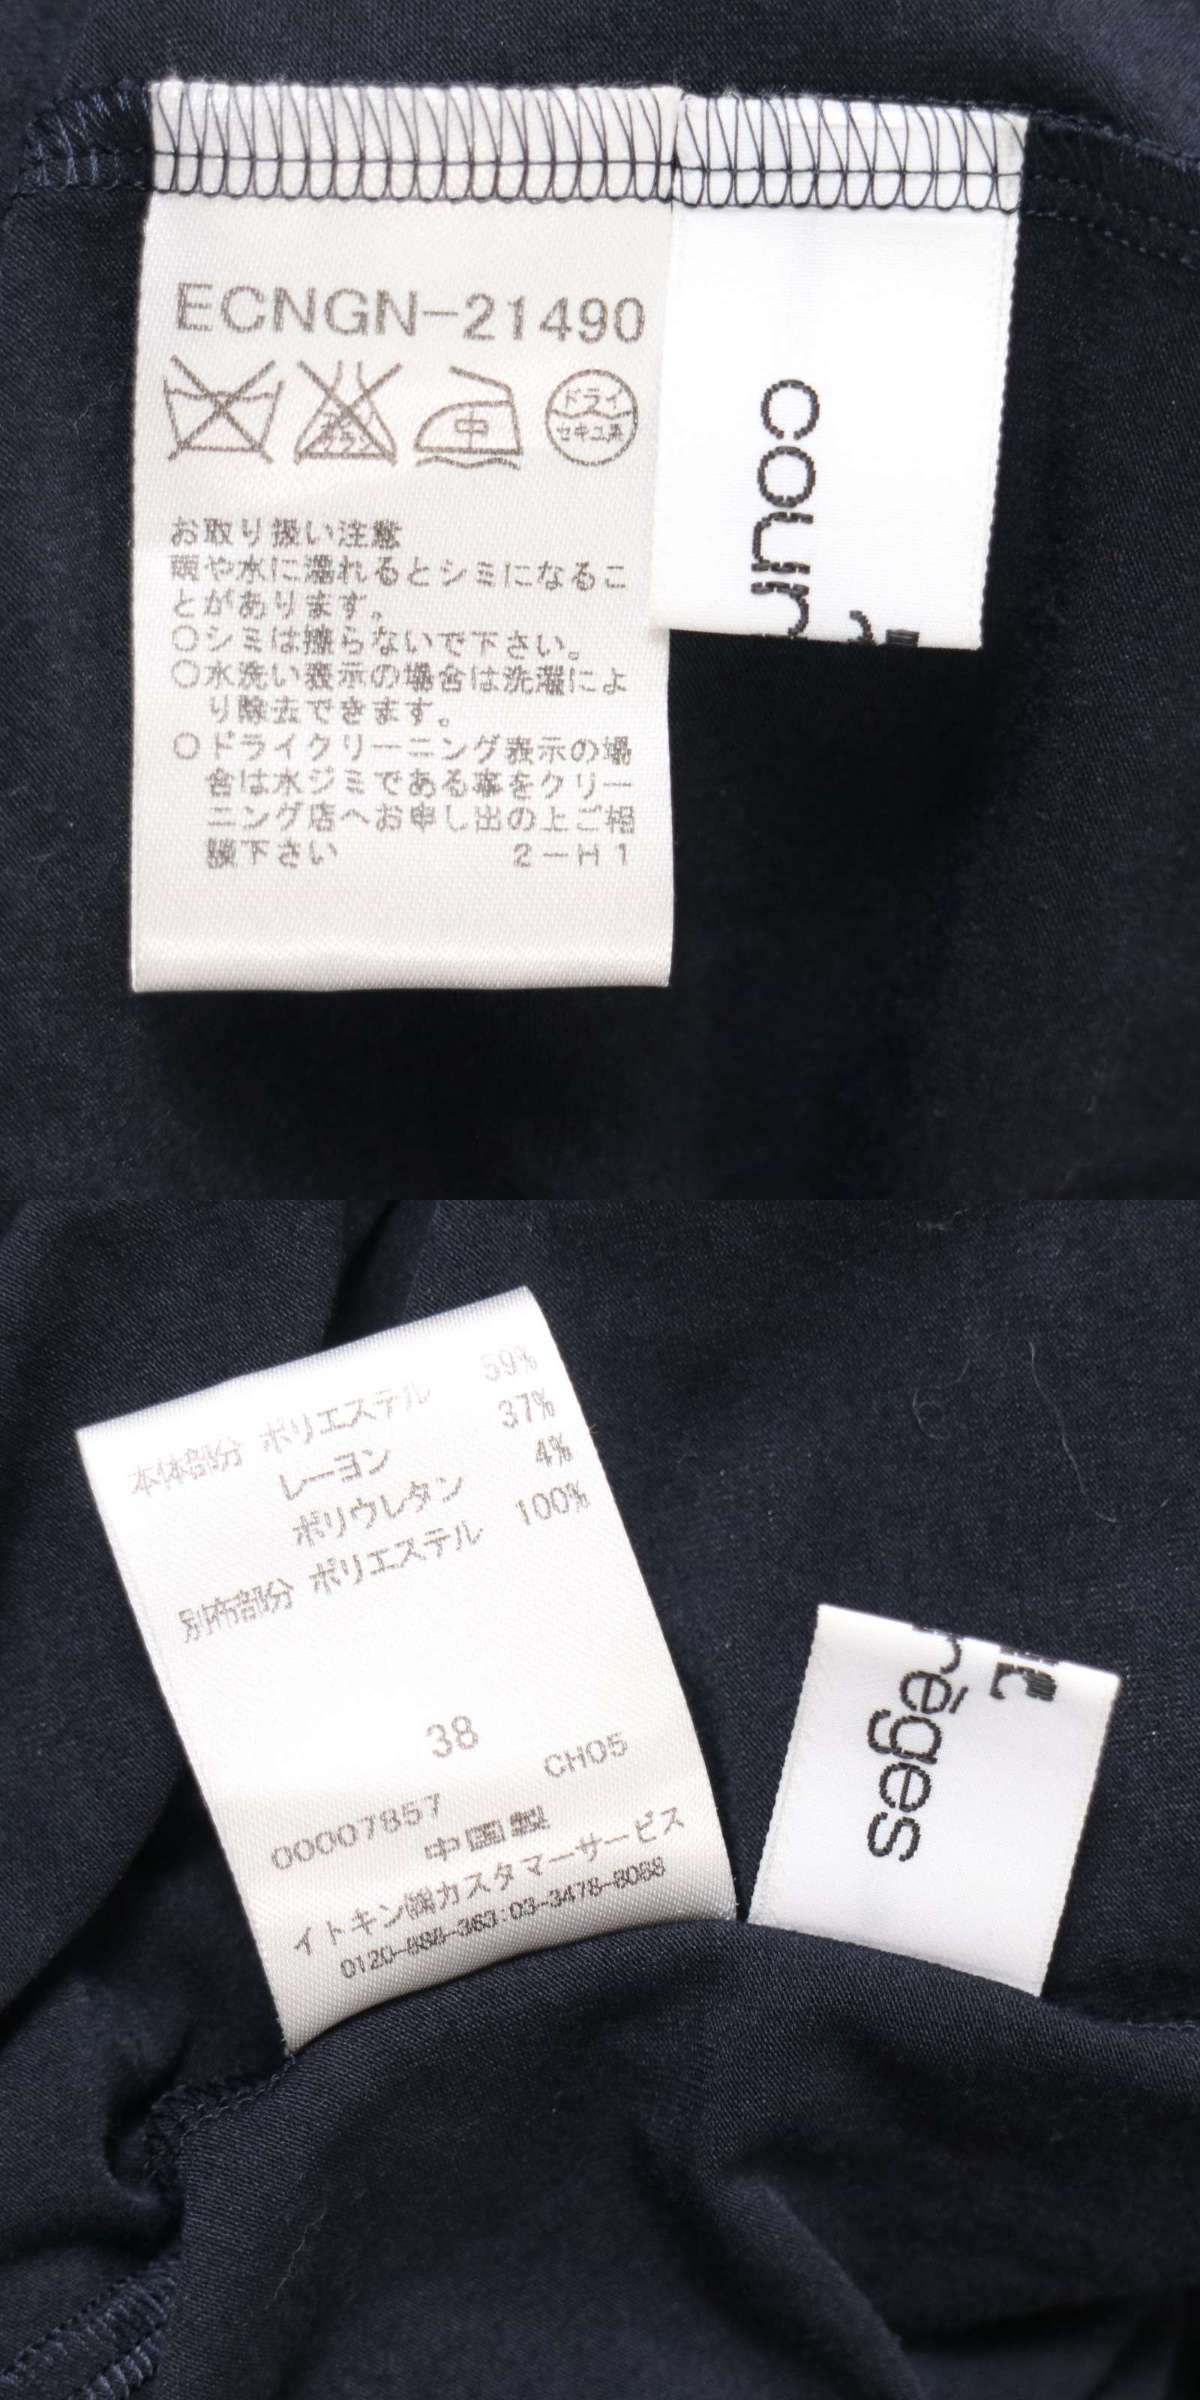 ECNGN-21490
中
ドライ
セキユ系
お取り扱い注意
雨や水に濡れるとシミになるこ
とがあります。
○シミは擦らないで下さい。
○水洗い表示の場合は洗濯によ
り除去できます。
○ドライクリーニング表示の場
合は水ジミである事をクリー
ニング店へお申し出の上ご相
談下さい 2-H1
cour
本体部分 ポリエステル 59%
レーヨン 37%
ポリウレタン 4%
別布部分 ポリエステル 100%
38
00007857 CH05
中国製
イトキン㈱カスタマーサービス
0120-888-363:03-3478-8088
règes